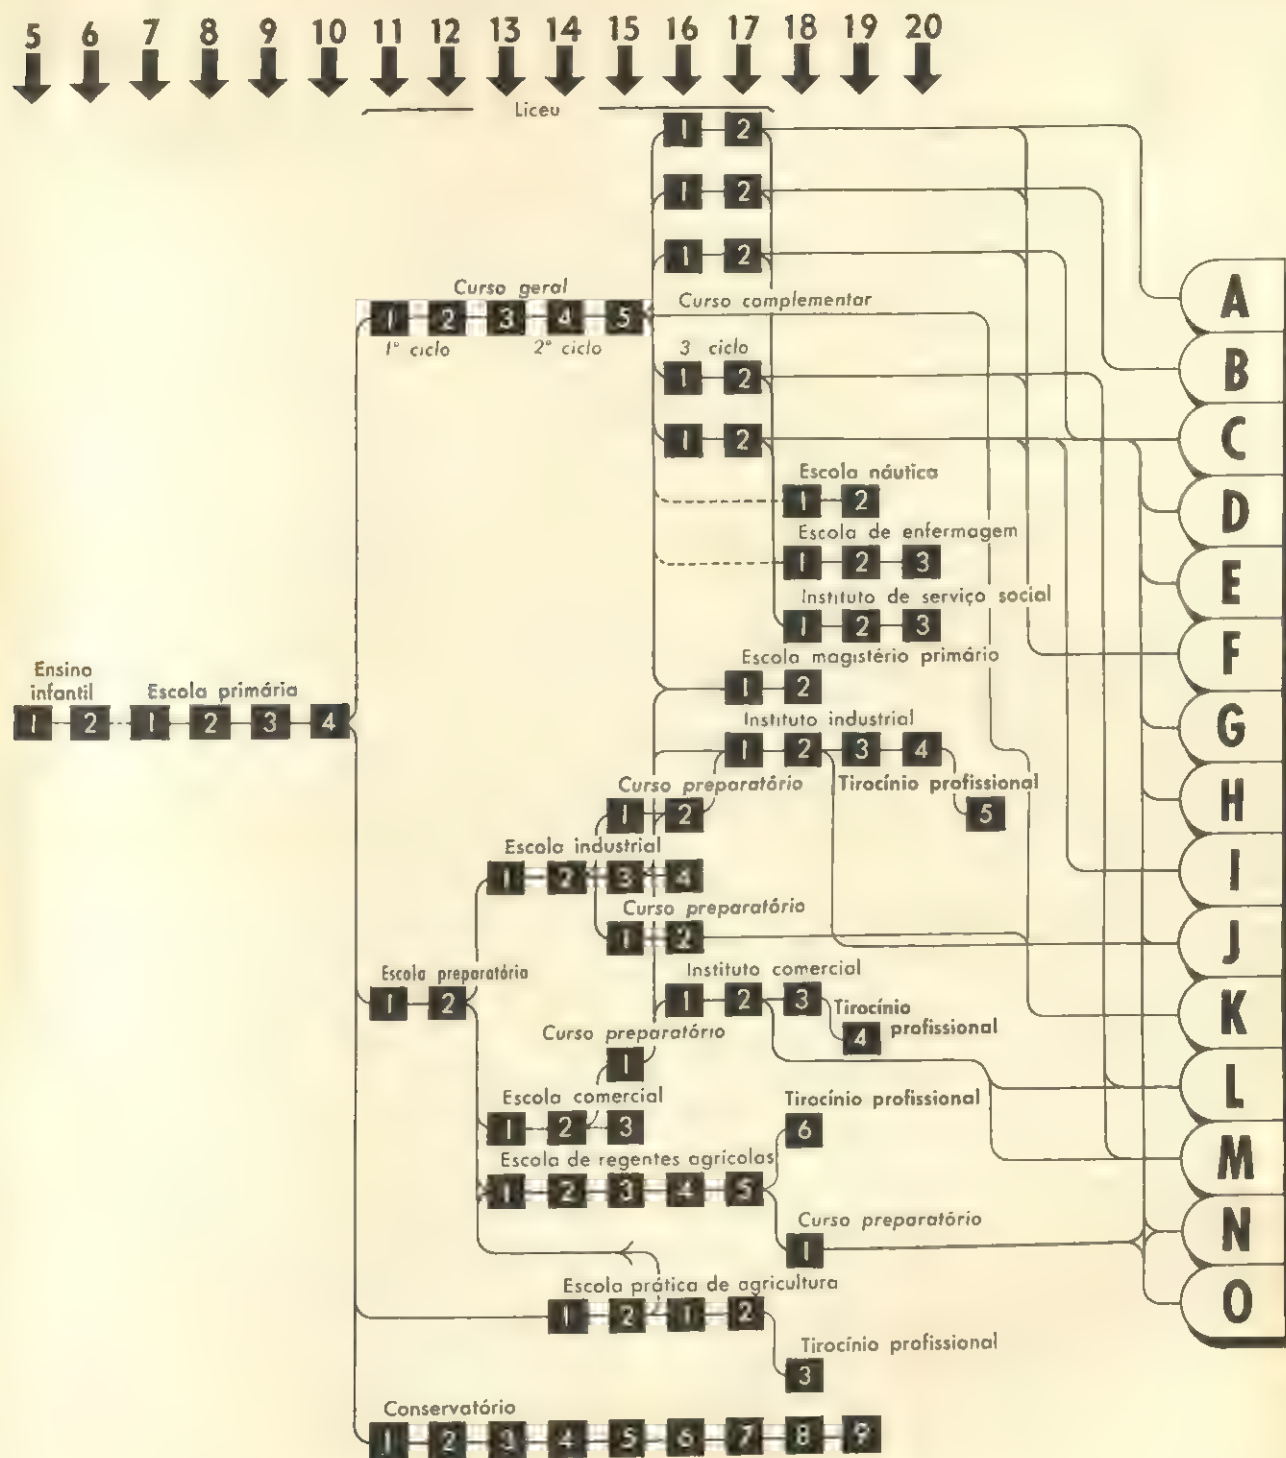 5 6 7 8 9 10 11 12 13 14 15 16 17 18 19 20
Liceu
1 2
1 2
1 2
Curso geral
Curso complementar
1 2 3 4 5
1º ciclo 2º ciclo
3 ciclo
1 2
1 2
Escola náutica
1 2
Escola de enfermagem
1 2 3
Instituto de serviço social
1 2 3
Escola magistério primário
1 2
Ensino
infantil
Escola primária
1 2 1 2 3 4
Instituto industrial
1 2 3 4
Curso preparatório
Tirocínio profissional
1 2
5
Escola industrial
1 2 3 4
Curso preparatório
1 2
Escola preparatória
1 2
Instituto comercial
1 2 3
Tirocínio
profissional
4
Curso preparatório
1
Escola comercial
1 2 3
Tirocínio profissional
6
Escola de regentes agrícolas
1 2 3 4 5
Curso preparatório
1
Escola prática de agricultura
1 2 1 2
Tirocínio profissional
3
Conservatório
1 2 3 4 5 6 7 8 9
A
B
C
D
E
F
G
H
I
J
K
L
M
N
O